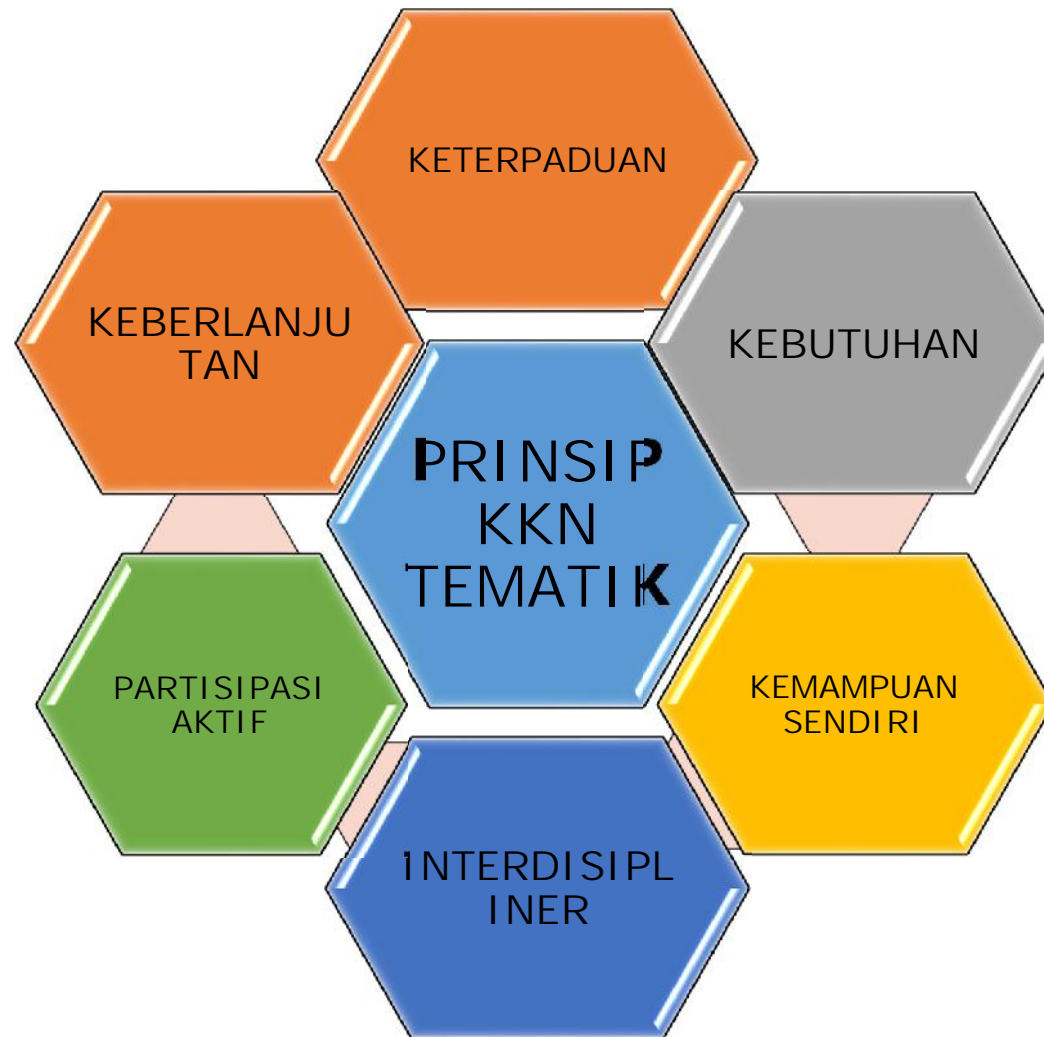 KETERPADUAN
KEBERLANJU
TAN
KEBUTUHAN
PRINSIP
KKN
TEMATIK
PARTISIPASI
AKTIF
KEMAMPUAN
SENDIRI
INTERDISIPL
INER